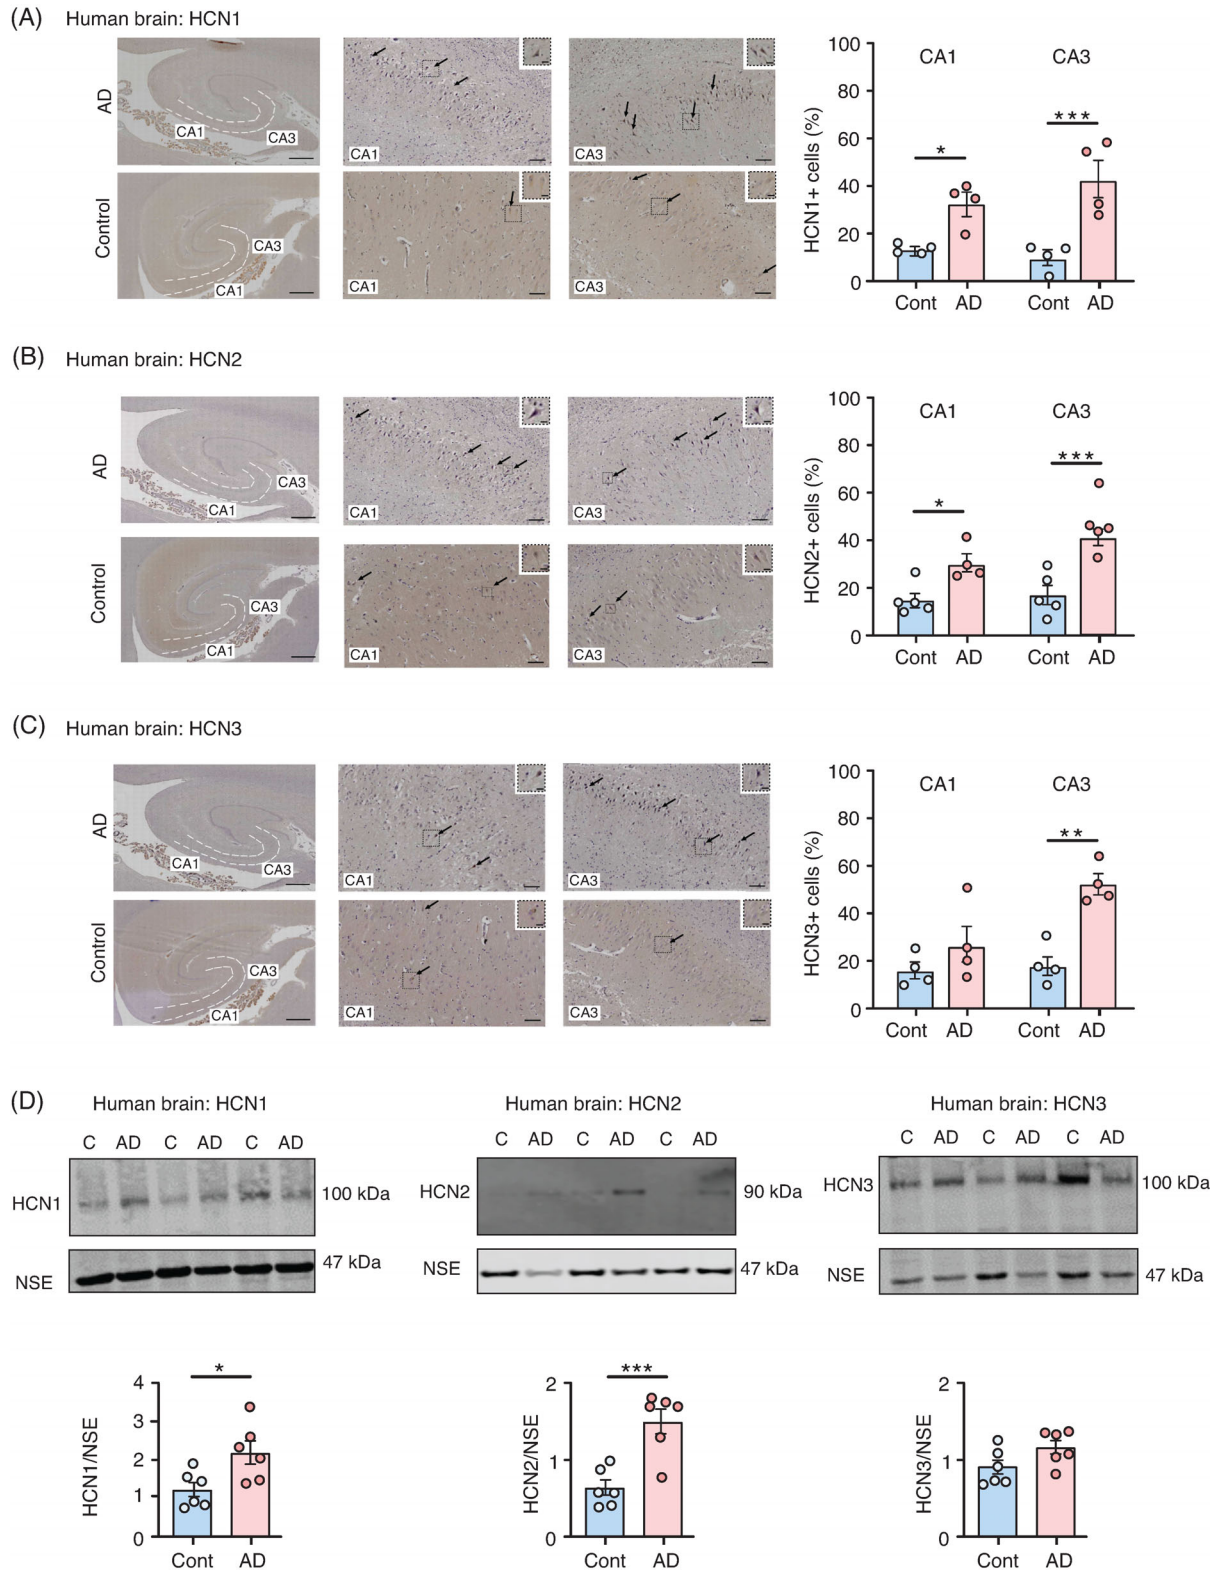 (A) Human brain: HCN1
AD
CA1
CA3
CA1
CA3
Control
CA3
CA1
CA1
CA3
HCN1+ cells (%)
100
80
60
40
20
0
CA1 CA3
* ***
Cont AD Cont AD
(B) Human brain: HCN2
AD
CA3
CA1
CA1
CA3
Control
CA3
CA1
CA1
CA3
HCN2+ cells (%)
100
80
60
40
20
0
CA1 CA3
* ***
Cont AD Cont AD
(C) Human brain: HCN3
AD
CA1
CA3
CA1
CA3
Control
CA3
CA1
CA1
CA3
HCN3+ cells (%)
100
80
60
40
20
0
CA1 CA3
**
Cont AD Cont AD
(D)
Human brain: HCN1
C AD C AD C AD
HCN1 100 kDa
NSE 47 kDa
HCN1/NSE
4
3
2
1
0
*
Cont AD
Human brain: HCN2
C AD C AD C AD
HCN2 90 kDa
NSE 47 kDa
HCN2/NSE
2
1
0
***
Cont AD
Human brain: HCN3
C AD C AD C AD
HCN3 100 kDa
NSE 47 kDa
HCN3/NSE
2
1
0
Cont AD